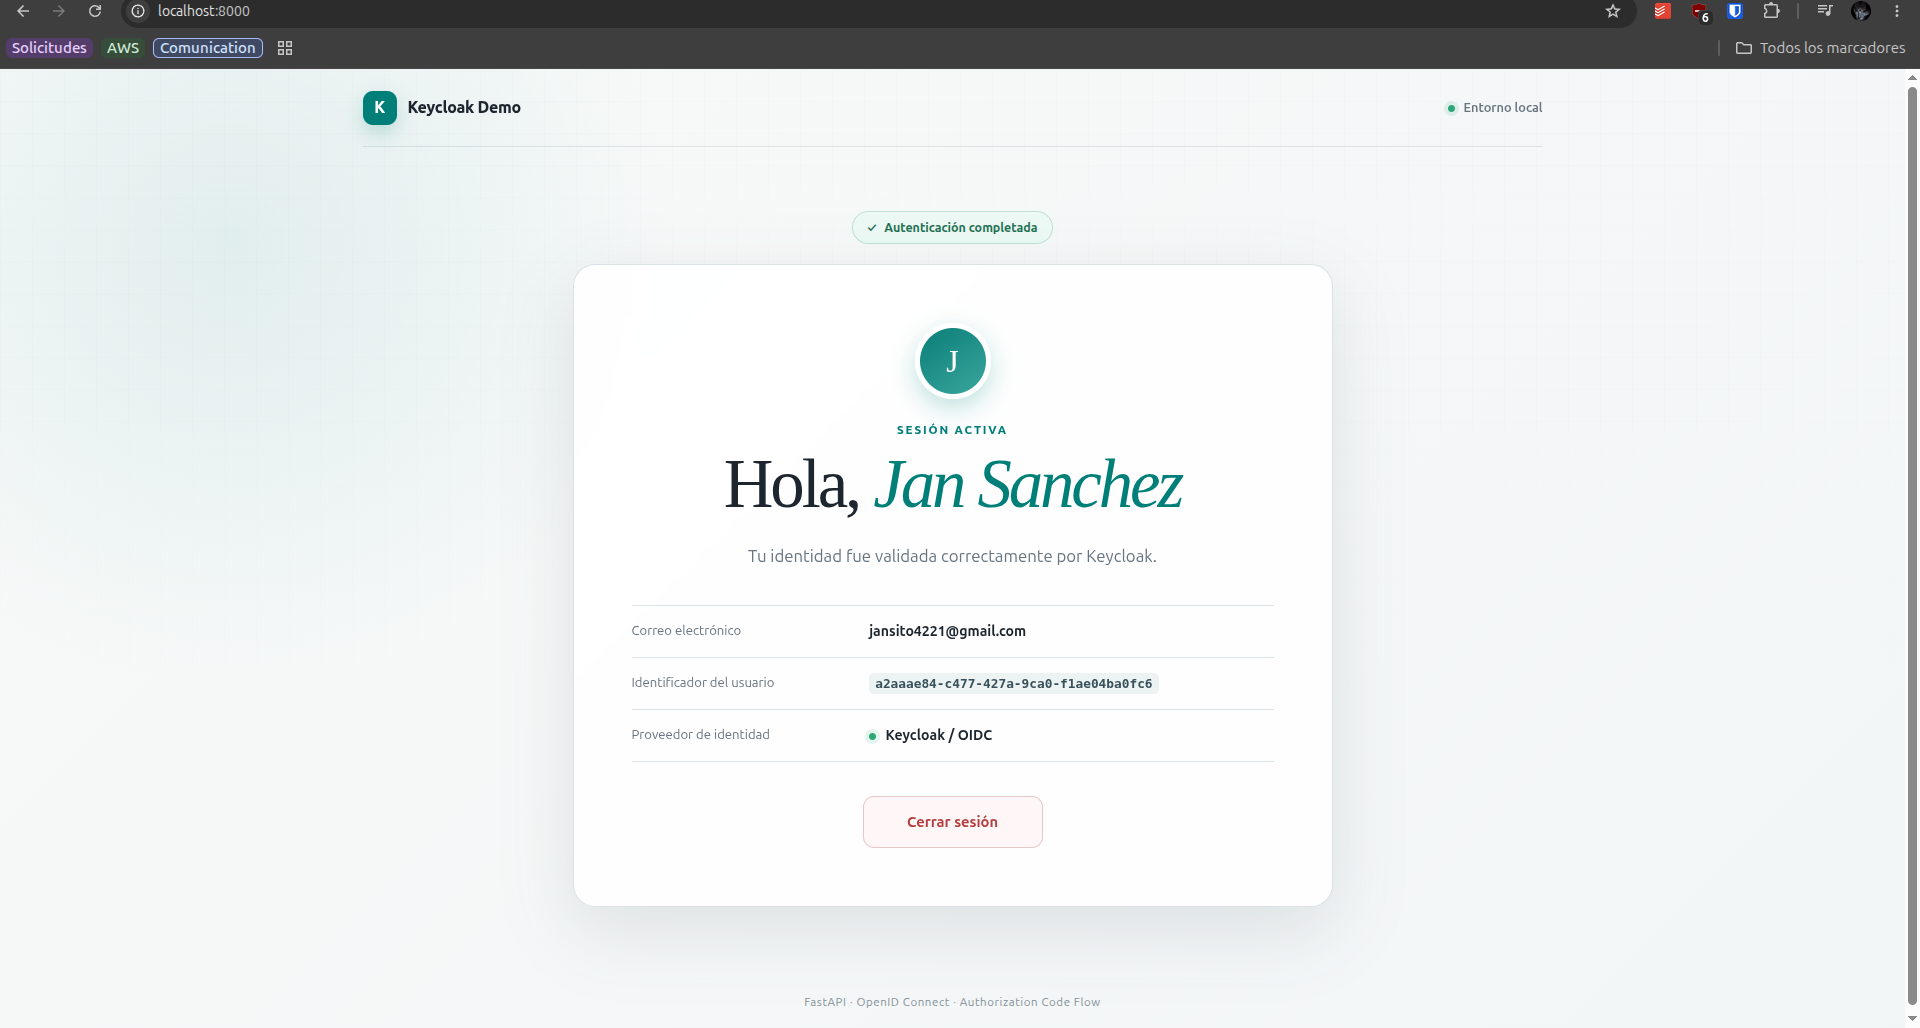 localhost:8000
6
Solicitudes
AWS
Comunication
Todos los marcadores
K
Keycloak Demo
Entorno local
Autenticación completada
J
SESIÓN ACTIVA
Hola, Jan Sanchez
Tu identidad fue validada correctamente por Keycloak.
Correo electrónico
jansito4221@gmail.com
Identificador del usuario
a2aaae84-c477-427a-9ca0-f1ae04ba0fc6
Proveedor de identidad
Keycloak / OIDC
Cerrar sesión
FastAPI · OpenID Connect · Authorization Code Flow